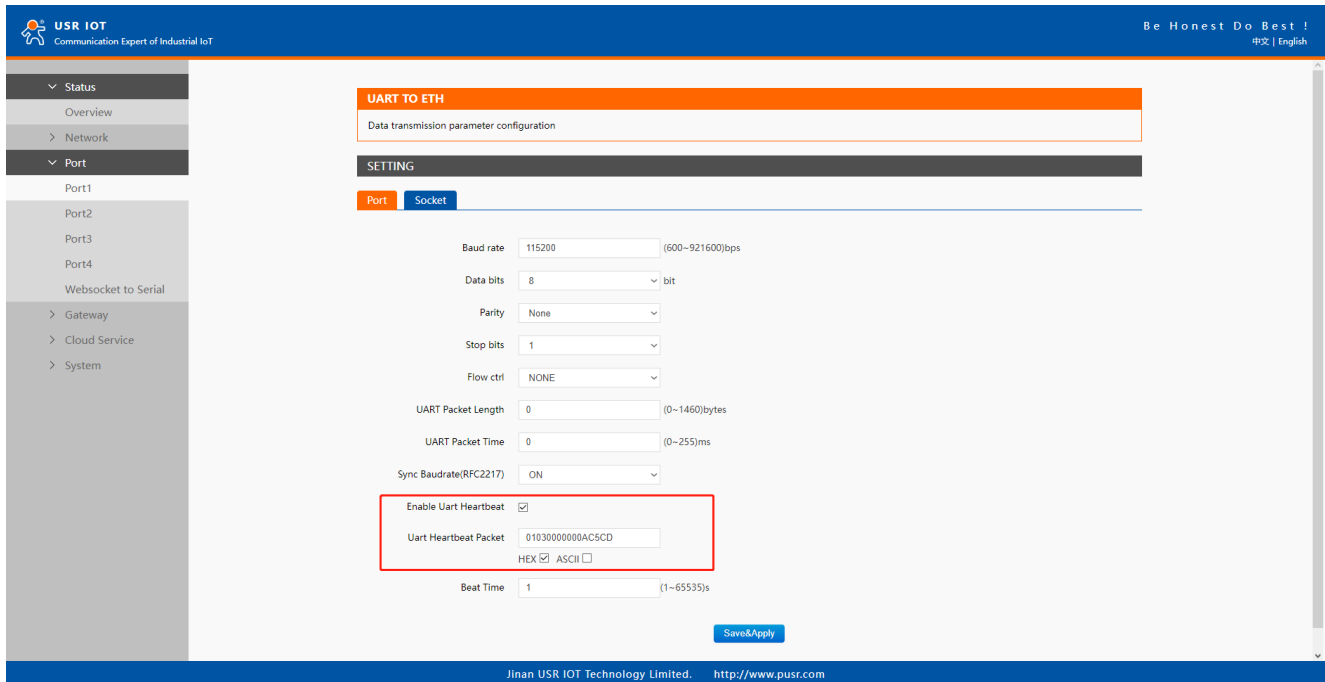 USR IOT
Communication Expert of Industrial IoT
Be Honest Do Best !
中文 | English
Status
Overview
Network
Port
Port1
Port2
Port3
Port4
Websocket to Serial
Gateway
Cloud Service
System
UART TO ETH
Data transmission parameter configuration
SETTING
Port Socket
Baud rate 115200 (600~921600)bps
Data bits 8 bit
Parity None
Stop bits 1
Flow ctrl NONE
UART Packet Length 0 (0~1460)bytes
UART Packet Time 0 (0~255)ms
Sync Baudrate(RFC2217) ON
Enable Uart Heartbeat
Uart Heartbeat Packet 01030000000AC5CD
HEX ASCII
Beat Time 1 (1~65535)s
Save&Apply
Jinan USR IOT Technology Limited. http://www.pusr.com